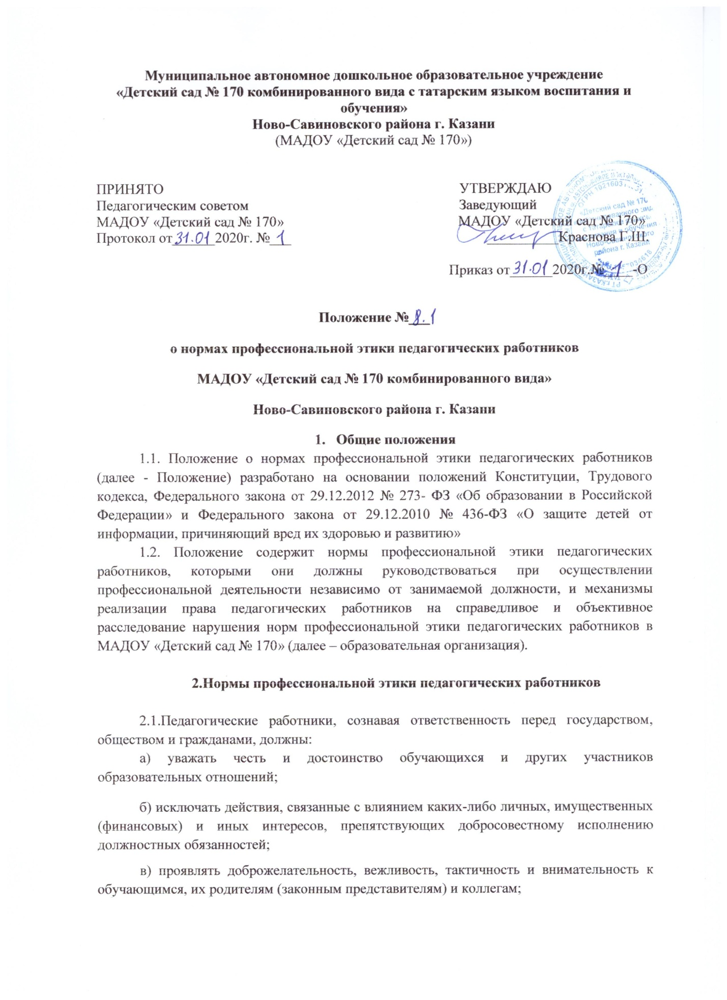 Муниципальное автономное дошкольное образовательное учреждение
«Детский сад № 170 комбинированного вида с татарским языком воспитания и
обучения»
Ново-Савиновского района г. Казани
(МАДОУ «Детский сад № 170»)
ПРИНЯТО
Педагогическим советом
МАДОУ «Детский сад № 170»
Протокол от 31.01 2020г. № 1
УТВЕРЖДАЮ
Заведующий
МАДОУ «Детский сад № 170»
Краснова Г.Ш.
Приказ от 31.01 2020г.№ 1 -О
«Детский сад № 170
с татарским
воспитания и обучения
Ново-Савиновского
района г. Казани
Положение № 8.1
о нормах профессиональной этики педагогических работников
МАДОУ «Детский сад № 170 комбинированного вида»
Ново-Савиновского района г. Казани
1. Общие положения
1.1. Положение о нормах профессиональной этики педагогических работников
(далее - Положение) разработано на основании положений Конституции, Трудового
кодекса, Федерального закона от 29.12.2012 № 273- ФЗ «Об образовании в Российской
Федерации» и Федерального закона от 29.12.2010 № 436-ФЗ «О защите детей от
информации, причиняющий вред их здоровью и развитию»
1.2. Положение содержит нормы профессиональной этики педагогических
работников, которыми они должны руководствоваться при осуществлении
профессиональной деятельности независимо от занимаемой должности, и механизмы
реализации права педагогических работников на справедливое и объективное
расследование нарушения норм профессиональной этики педагогических работников в
МАДОУ «Детский сад № 170» (далее – образовательная организация).
2.Нормы профессиональной этики педагогических работников
2.1.Педагогические работники, сознавая ответственность перед государством,
обществом и гражданами, должны:
а) уважать честь и достоинство обучающихся и других участников
образовательных отношений;
б) исключать действия, связанные с влиянием каких-либо личных, имущественных
(финансовых) и иных интересов, препятствующих добросовестному исполнению
должностных обязанностей;
в) проявлять доброжелательность, вежливость, тактичность и внимательность к
обучающимся, их родителям (законным представителям) и коллегам;